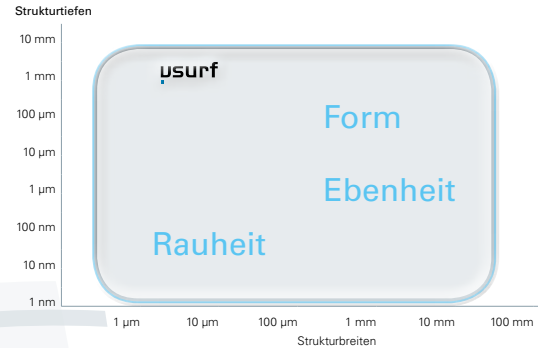 Strukturtiefen
10 mm
1 mm
100 µm
10 µm
1 µm
100 nm
10 nm
1 nm
µsurf
Form
Ebenheit
Rauheit
1 µm
10 µm
100 µm
1 mm
10 mm
100 mm
Strukturbreiten